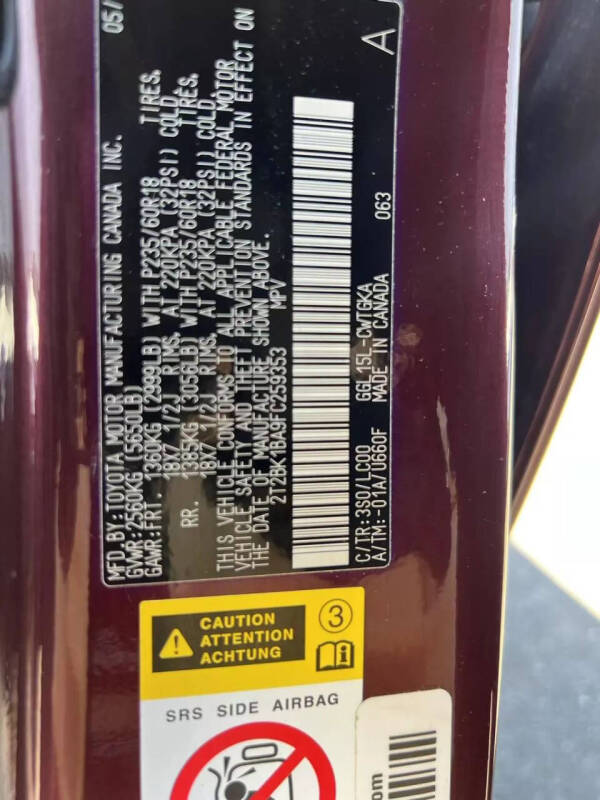 MFD.BY:TOYOTA MOTOR MANUFACTURING CANADA INC. 05/
GVWR:2560KG(5650LB)
GAWR:FRT. 1360KG (2999LB) WITH P235/60R18 TIRES.
18X7 1/2J RIMS. AT 220KPA (32PSI) COLD.
RR. 1385KG (3056LB) WITH P235/60R18 TIRES.
18X7 1/2J RIMS. AT 220KPA (32PSI) COLD.
THIS VEHICLE CONFORMS TO ALL APPLICABLE FEDERAL MOTOR
VEHICLE SAFETY AND THEFT PREVENTION STANDARDS IN EFFECT ON
THE DATE OF MANUFACTURE SHOWN ABOVE.
2T2BK1BA9FC259353 MPV
C/TR:3S0/LC00 GGL15L-CWTGKA
A/TM:-01A/U660F MADE IN CANADA 063 A
CAUTION
ATTENTION
ACHTUNG
3
i
SRS SIDE AIRBAG
om